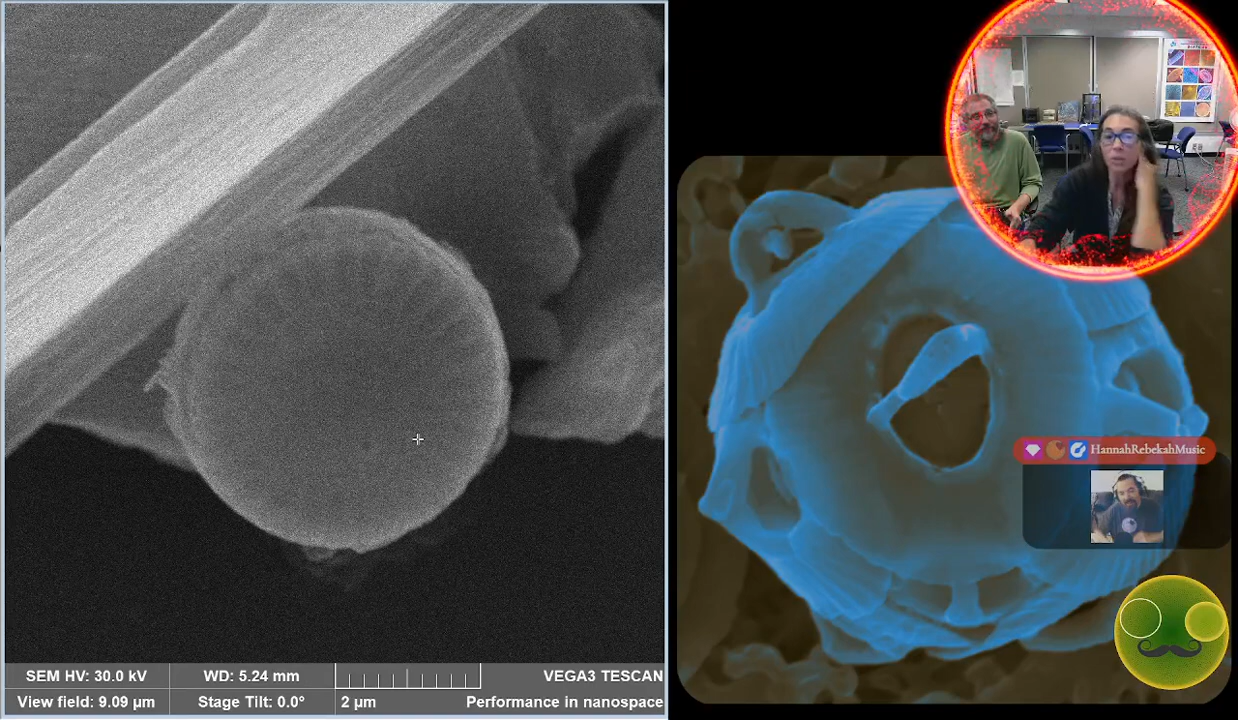 HannahRebekahMusic
SEM HV: 30.0 kV
WD: 5.24 mm
VEGA3 TESCAN
View field: 9.09 µm
Stage Tilt: 0.0°
2 µm
Performance in nanospace